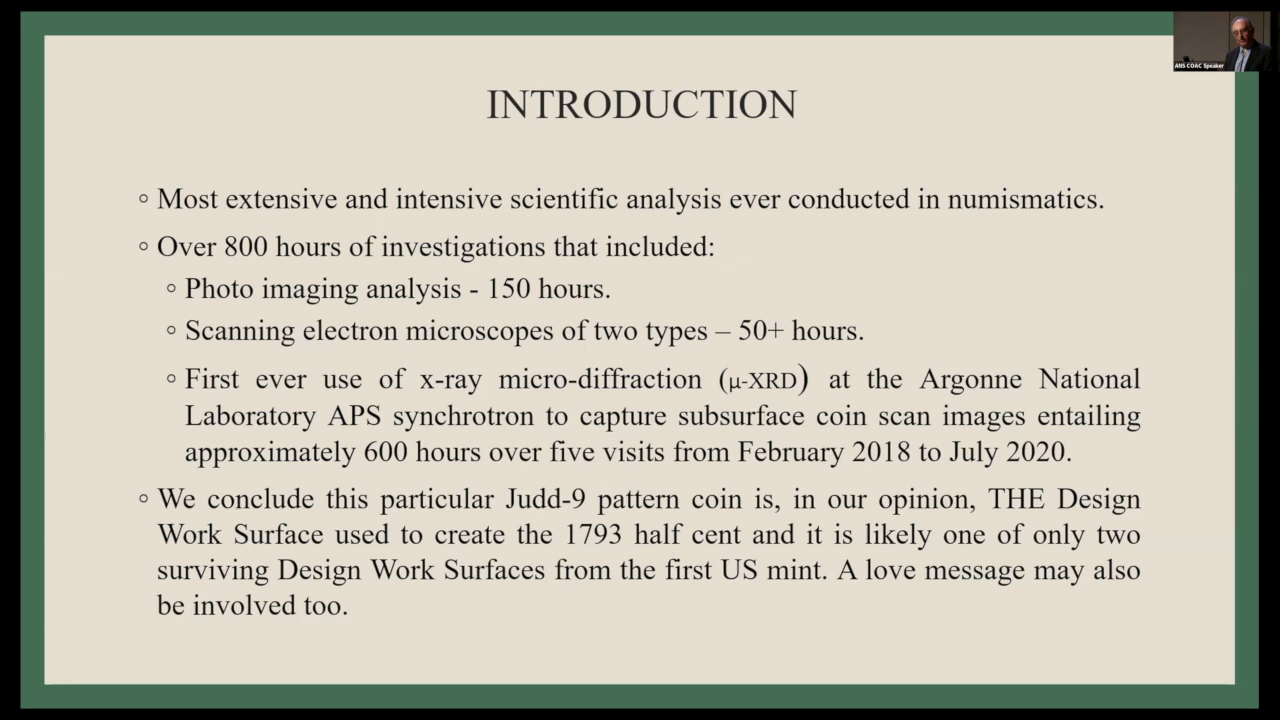 ANS COAC Speaker
INTRODUCTION
◦ Most extensive and intensive scientific analysis ever conducted in numismatics.
◦ Over 800 hours of investigations that included:
◦ Photo imaging analysis - 150 hours.
◦ Scanning electron microscopes of two types – 50+ hours.
◦ First ever use of x-ray micro-diffraction (µ-XRD) at the Argonne National
Laboratory APS synchrotron to capture subsurface coin scan images entailing
approximately 600 hours over five visits from February 2018 to July 2020.
◦ We conclude this particular Judd-9 pattern coin is, in our opinion, THE Design
Work Surface used to create the 1793 half cent and it is likely one of only two
surviving Design Work Surfaces from the first US mint. A love message may also
be involved too.